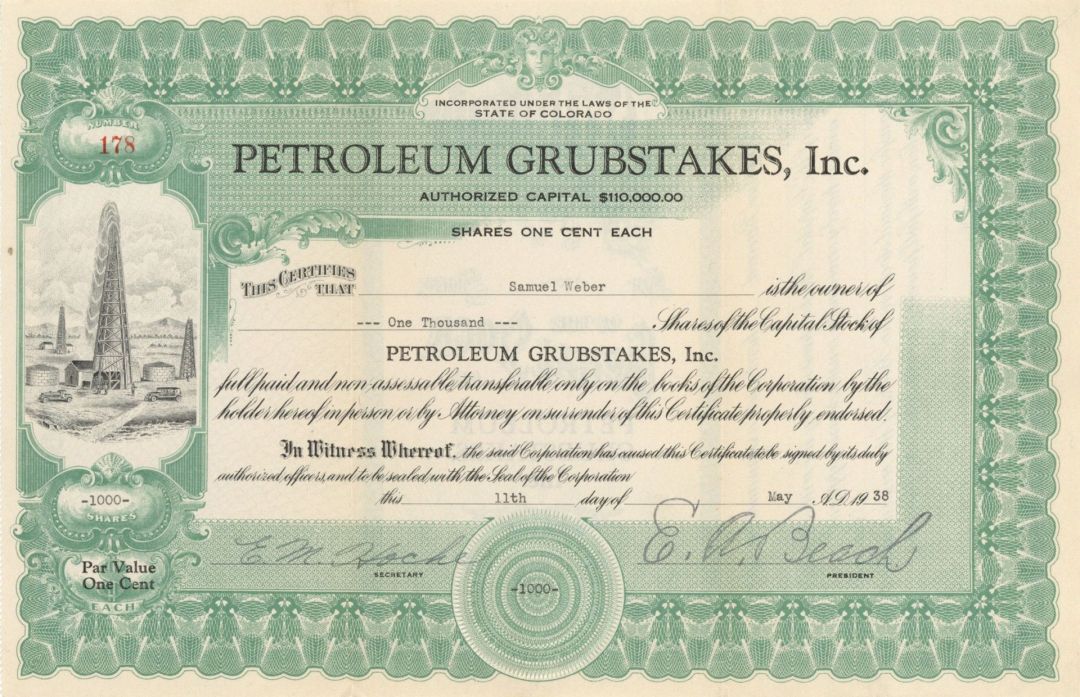 INCORPORATED UNDER THE LAWS OF THE
STATE OF COLORADO
NUMBER
178
PETROLEUM GRUBSTAKES, Inc.
AUTHORIZED CAPITAL $110,000.00
SHARES ONE CENT EACH
THIS CERTIFIES
THAT Samuel Weber is the owner of
--- One Thousand --- Shares of the Capital Stock of
PETROLEUM GRUBSTAKES, Inc.
full paid and non-assessable, transferable only on the books of the Corporation by the
holder hereof in person or by Attorney on surrender of this Certificate properly endorsed.
In Witness Whereof, the said Corporation has caused this Certificate to be signed by its duly
authorized officers and to be sealed with the Seal of the Corporation
this 11th day of May A.D. 1938
-1000-
SHARES
Par Value
One Cent
EACH
E. M.
SECRETARY
-1000-
E. A. Beach
PRESIDENT